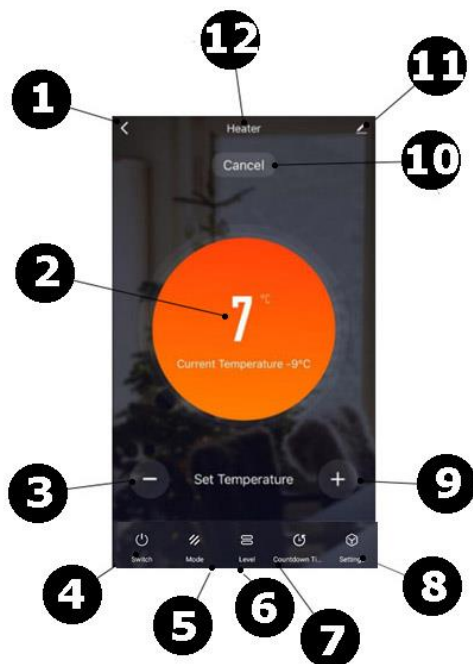 12
11
1
Heater
10
Cancel
2
7 °C
Current Temperature -9°C
3
Set Temperature
9
Switch Mode Level Countdown Ti... Setting
4
5
6
7
8